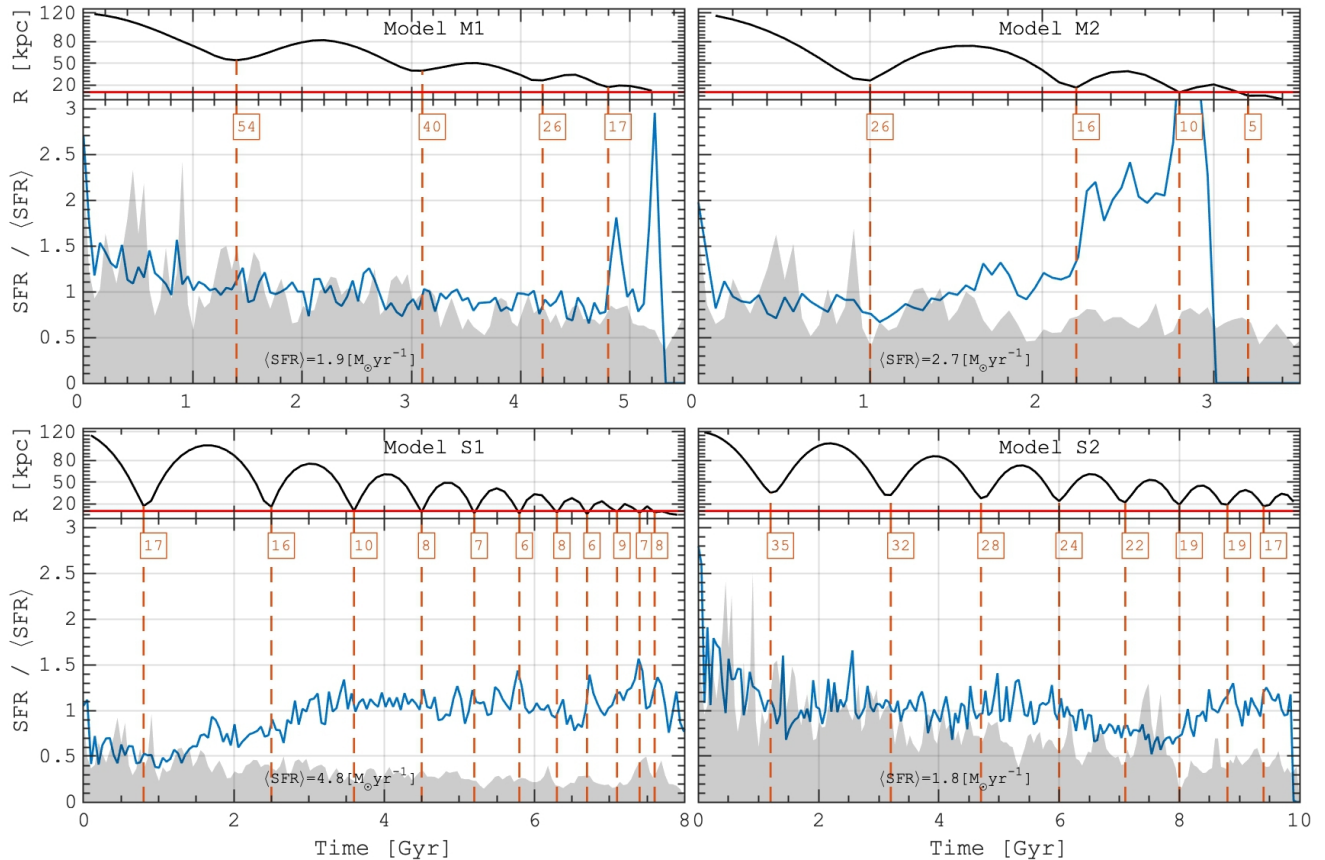 Model M1
R [kpc]
120
80
50
20
54
40
26
17
SFR / ⟨SFR⟩
3
2.5
2
1.5
1
0.5
0
⟨SFR⟩=1.9[M⊙yr⁻¹]
0 1 2 3 4 5
Model M2
26
16
10
5
⟨SFR⟩=2.7[M⊙yr⁻¹]
0 1 2 3
Model S1
R [kpc]
120
80
50
20
17
16
10
8
7
6
8
6
9
7
8
SFR / ⟨SFR⟩
3
2.5
2
1.5
1
0.5
0
⟨SFR⟩=4.8[M⊙yr⁻¹]
0 2 4 6 8
Time [Gyr]
Model S2
35
32
28
24
22
19
19
17
⟨SFR⟩=1.8[M⊙yr⁻¹]
0 2 4 6 8 10
Time [Gyr]